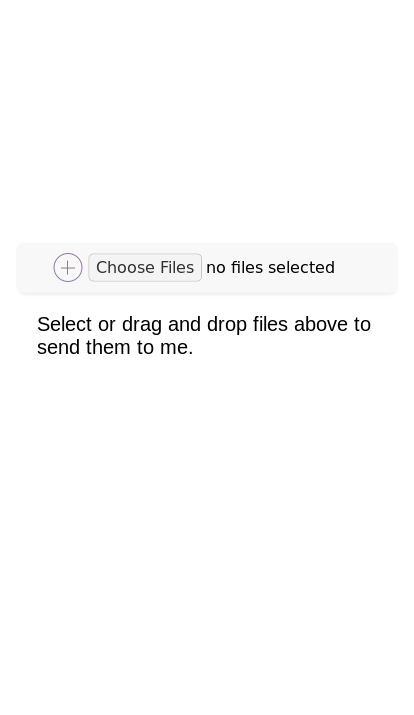 Choose Files no files selected
Select or drag and drop files above to
send them to me.